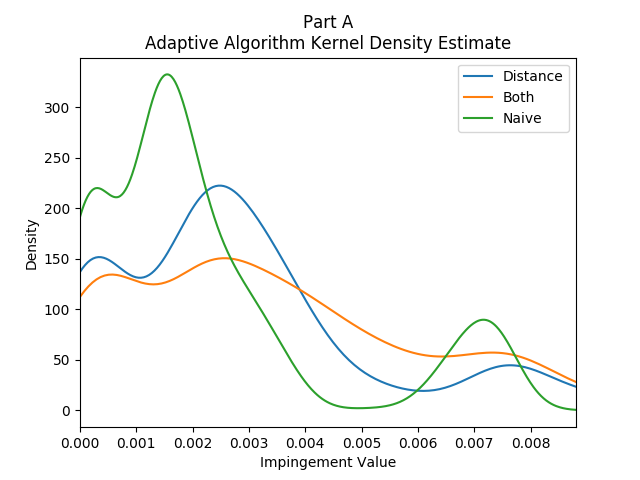 Part A
Adaptive Algorithm Kernel Density Estimate
Distance
Both
Naive
300
250
200
150
100
50
0
Density
0.000 0.001 0.002 0.003 0.004 0.005 0.006 0.007 0.008
Impingement Value